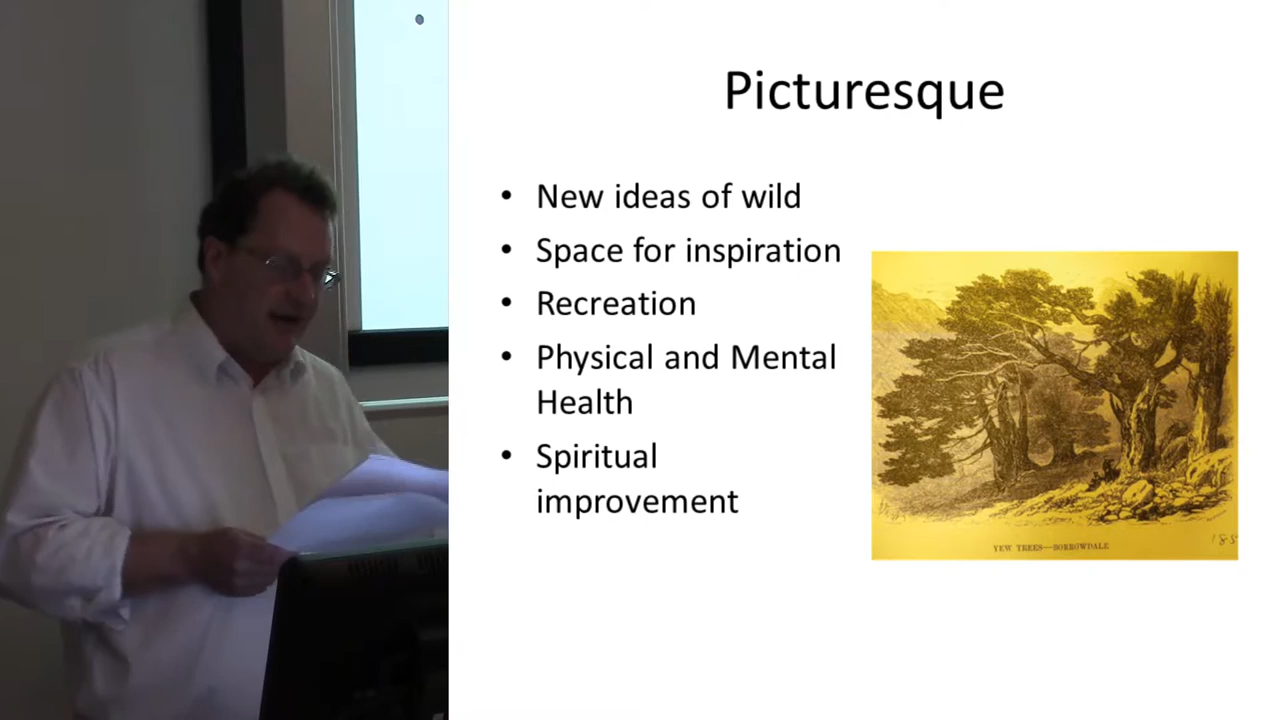 Picturesque
• New ideas of wild
• Space for inspiration
• Recreation
• Physical and Mental
Health
• Spiritual
improvement
YEW TREES—BORROWDALE